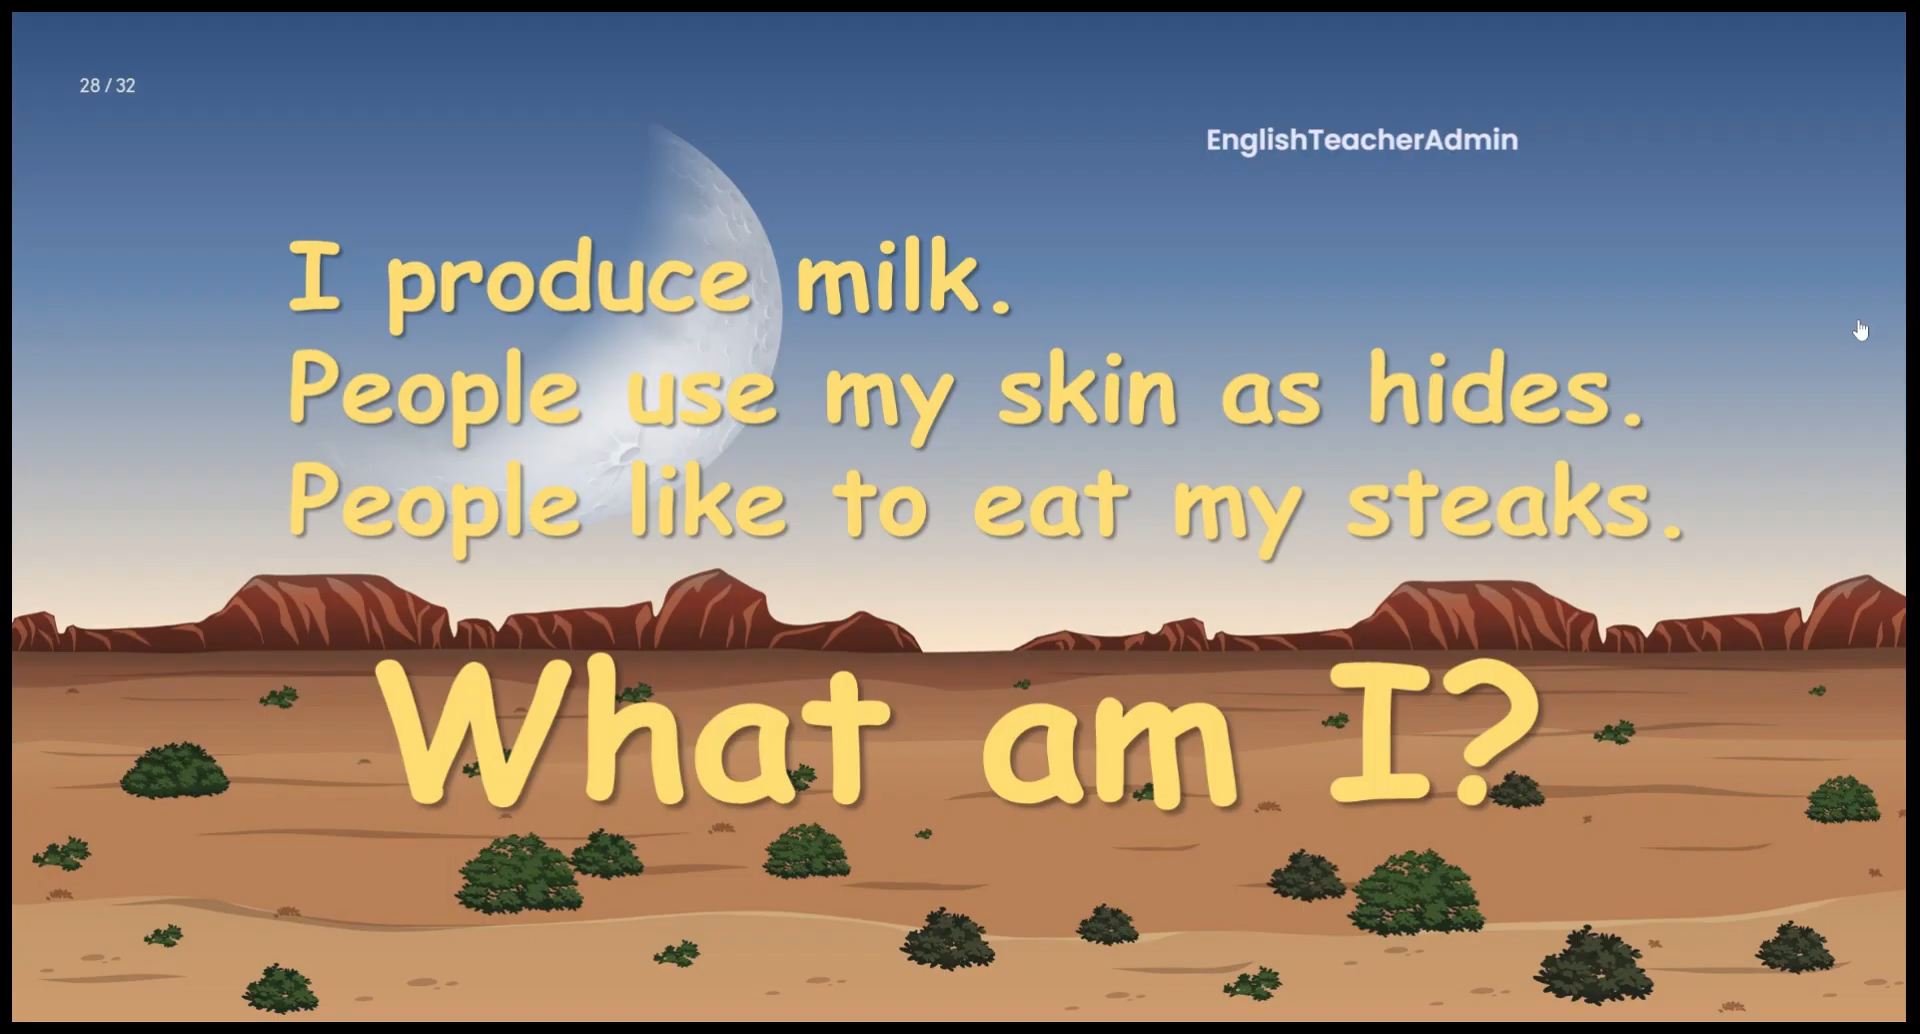 28 / 32
EnglishTeacherAdmin
I produce milk.
People use my skin as hides.
People like to eat my steaks.
What am I?